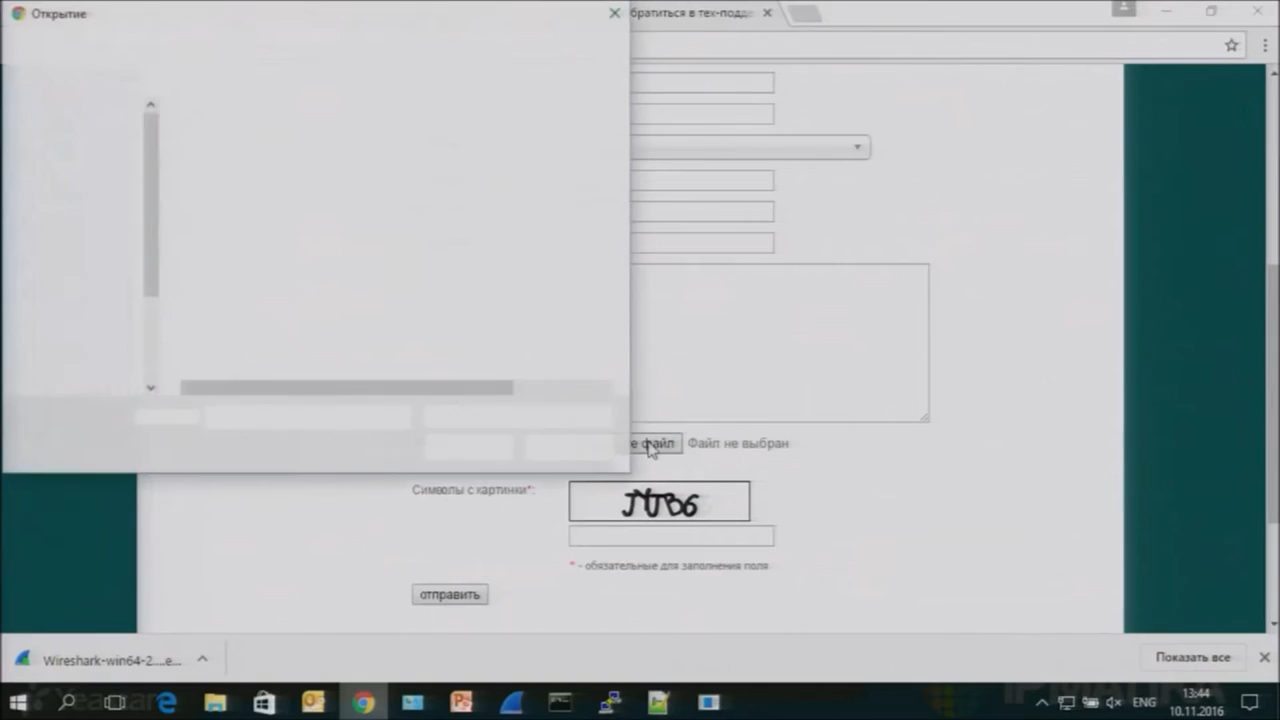 Открытие
братиться в тех-подд
е файл Файл не выбран
Символы с картинки*:
JYJB6
* - обязательные для заполнения поля
отправить
Wireshark-win64-2....e...
Показать все
ENG
13:44
10.11.2016